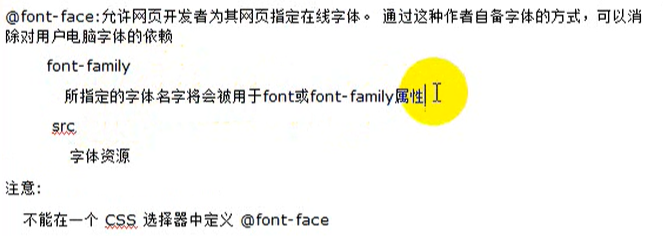 @font-face:允许网页开发者为其网页指定在线字体。 通过这种作者自备字体的方式，可以消
除对用户电脑字体的依赖
font-family
所指定的字体名字将会被用于font或font-family属性
src
字体资源
注意:
不能在一个 CSS 选择器中定义 @font-face